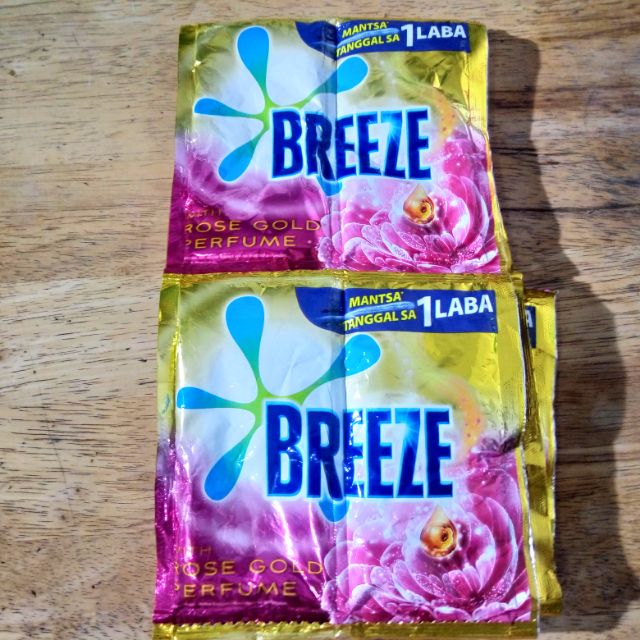 MANTSA*
TANGGAL SA 1 LABA
BREEZE
WITH
ROSE GOLD
PERFUME
MANTSA*
TANGGAL SA 1 LABA
BREEZE
WITH
ROSE GOLD
PERFUME